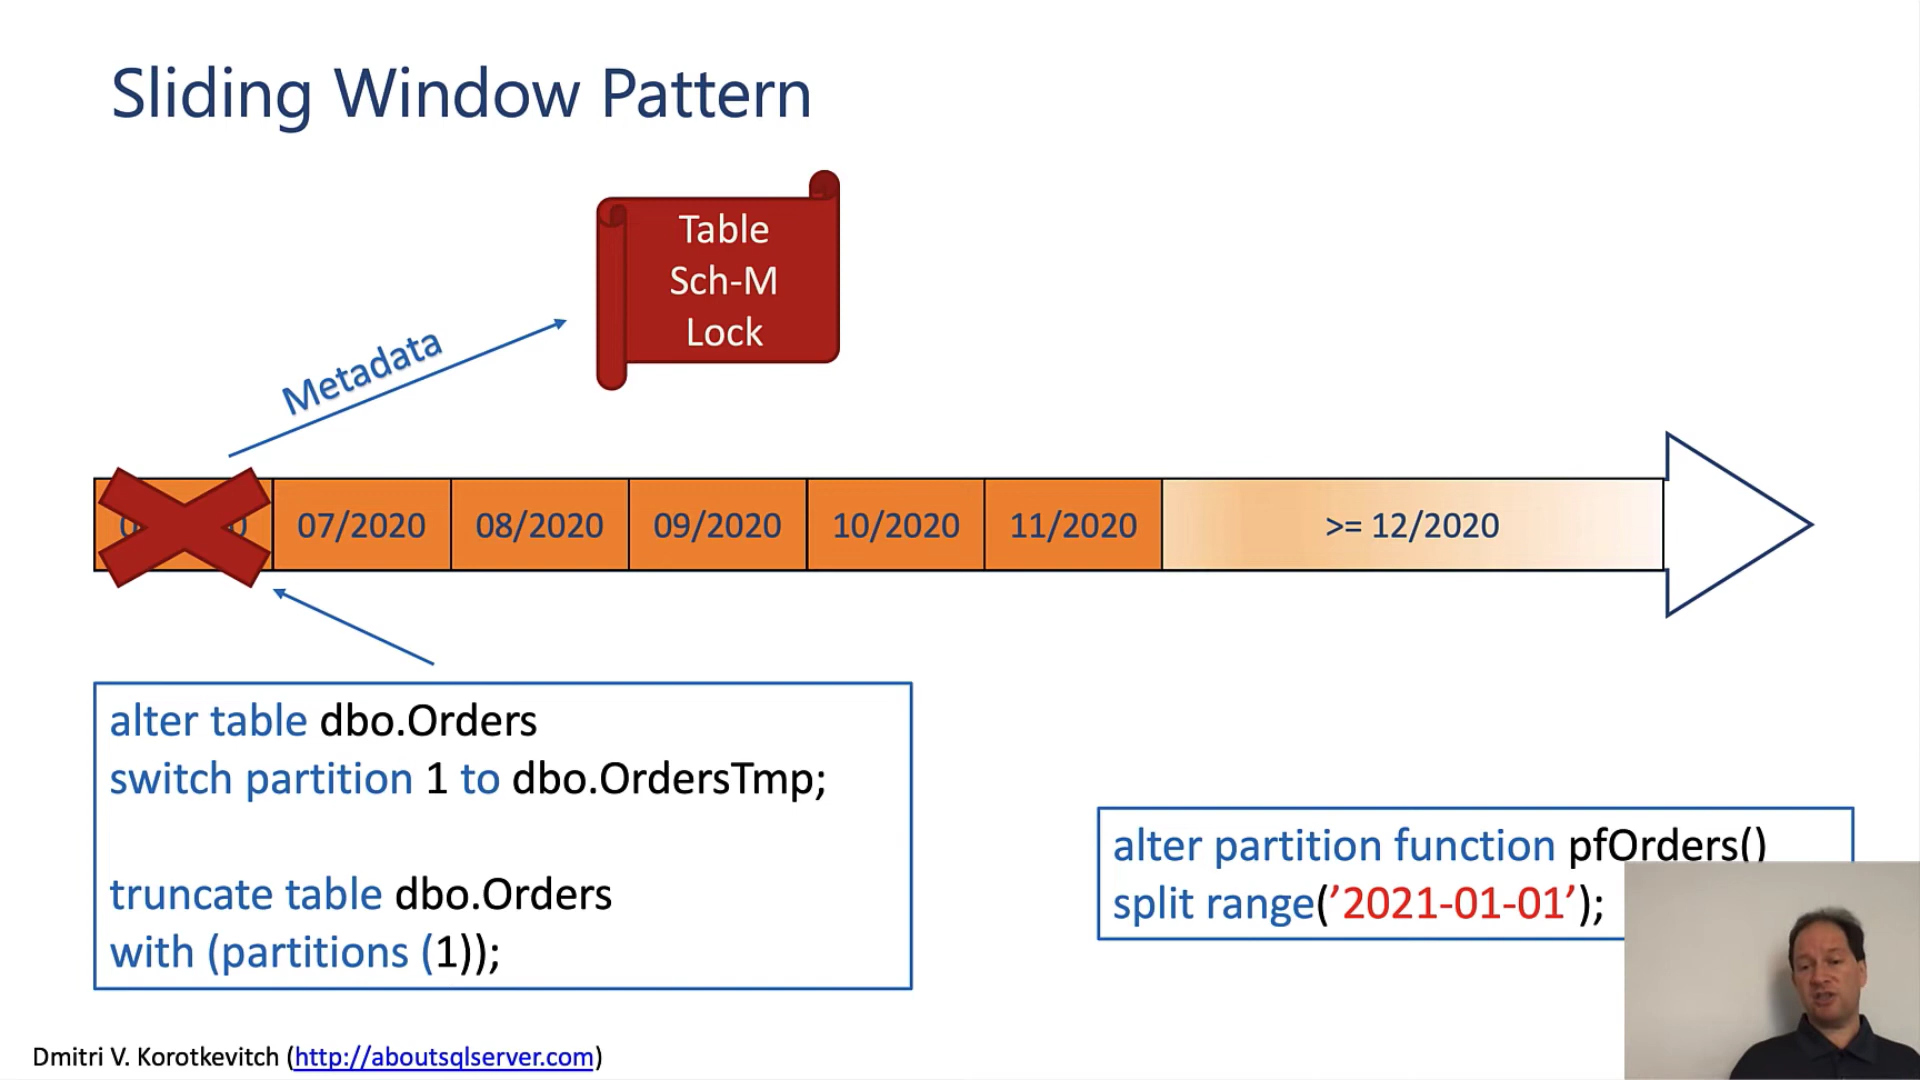 Sliding Window Pattern
Table
Sch-M
Lock
Metadata
07/2020
08/2020
09/2020
10/2020
11/2020
>= 12/2020
alter table dbo.Orders
switch partition 1 to dbo.OrdersTmp;
truncate table dbo.Orders
with (partitions (1));
alter partition function pfOrders()
split range(’2021-01-01’);
Dmitri V. Korotkevitch (http://aboutsqlserver.com)